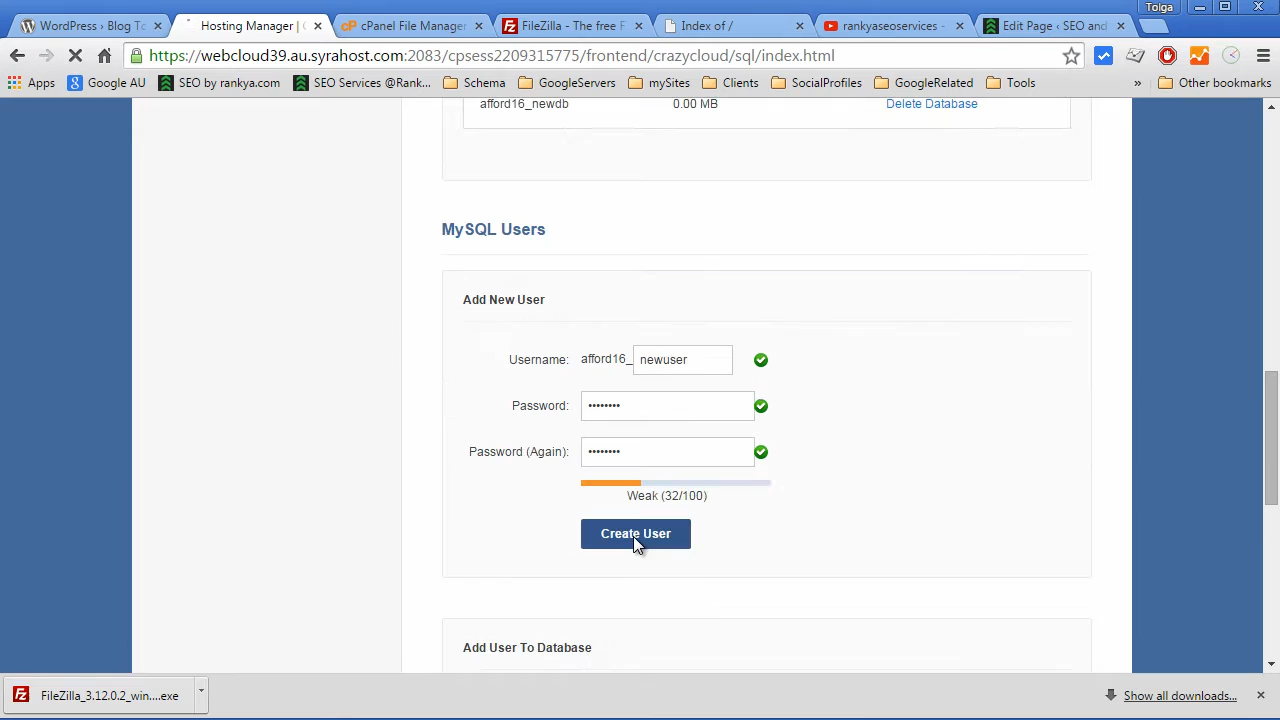 Tolga
WordPress › Blog To
Hosting Manager | 
cPanel File Manager
FileZilla - The free F
Index of /
rankyaseoservices -
Edit Page ‹ SEO and
https://webcloud39.au.syrahost.com:2083/cpsess2209315775/frontend/crazycloud/sql/index.html
Apps
Google AU
SEO by rankya.com
SEO Services @Rank...
Schema
GoogleServers
mySites
Clients
SocialProfiles
GoogleRelated
Tools
»
Other bookmarks
afford16_newdb 0.00 MB Delete Database
MySQL Users
Add New User
Username: afford16_ newuser
Password: ••••••••
Password (Again): ••••••••
Weak (32/100)
Create User
Add User To Database
FileZilla_3.12.0.2_win....exe
Show all downloads...